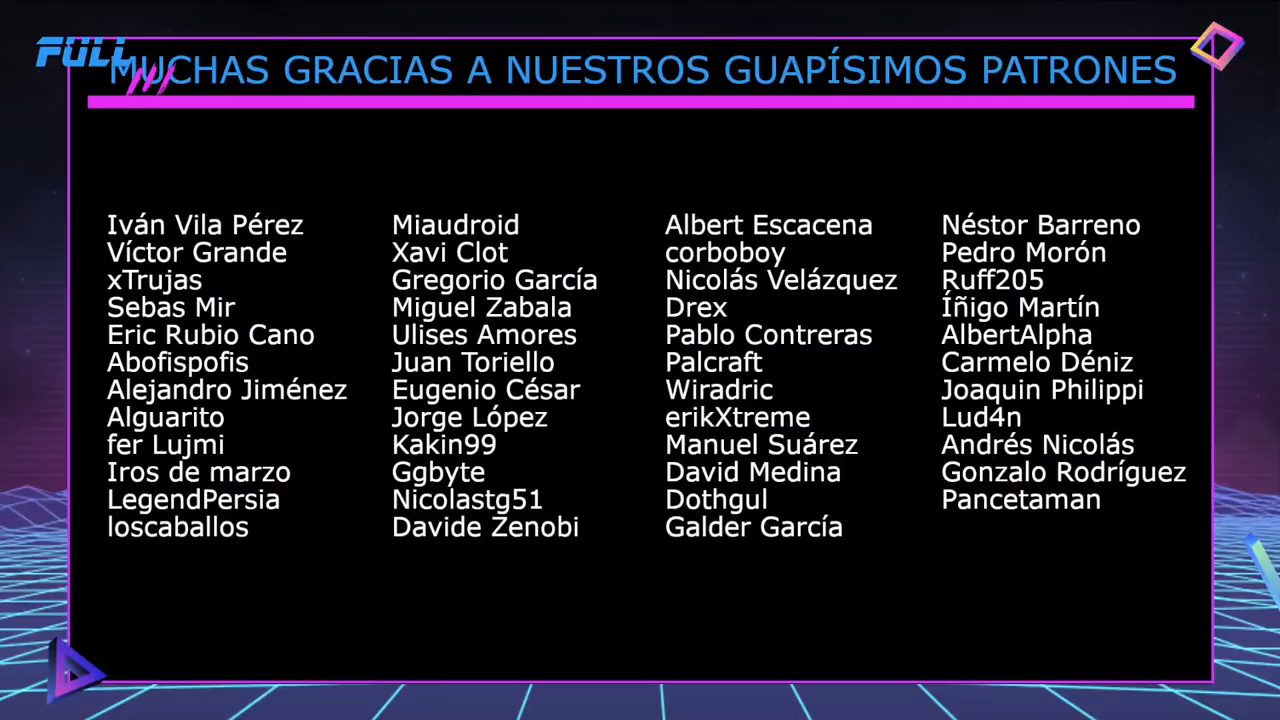 FULL
MUCHAS GRACIAS A NUESTROS GUAPÍSIMOS PATRONES
Iván Vila Pérez
Víctor Grande
xTrujas
Sebas Mir
Eric Rubio Cano
Abofispofis
Alejandro Jiménez
Alguarito
fer Lujmi
Iros de marzo
LegendPersia
loscaballos
Miaudroid
Xavi Clot
Gregorio García
Miguel Zabala
Ulises Amores
Juan Toriello
Eugenio César
Jorge López
Kakin99
Ggbyte
Nicolastg51
Davide Zenobi
Albert Escacena
corboboy
Nicolás Velázquez
Drex
Pablo Contreras
Palcraft
Wiradric
erikXtreme
Manuel Suárez
David Medina
Dothgul
Galder García
Néstor Barreno
Pedro Morón
Ruff205
Íñigo Martín
AlbertAlpha
Carmelo Déniz
Joaquin Philippi
Lud4n
Andrés Nicolás
Gonzalo Rodríguez
Pancetaman